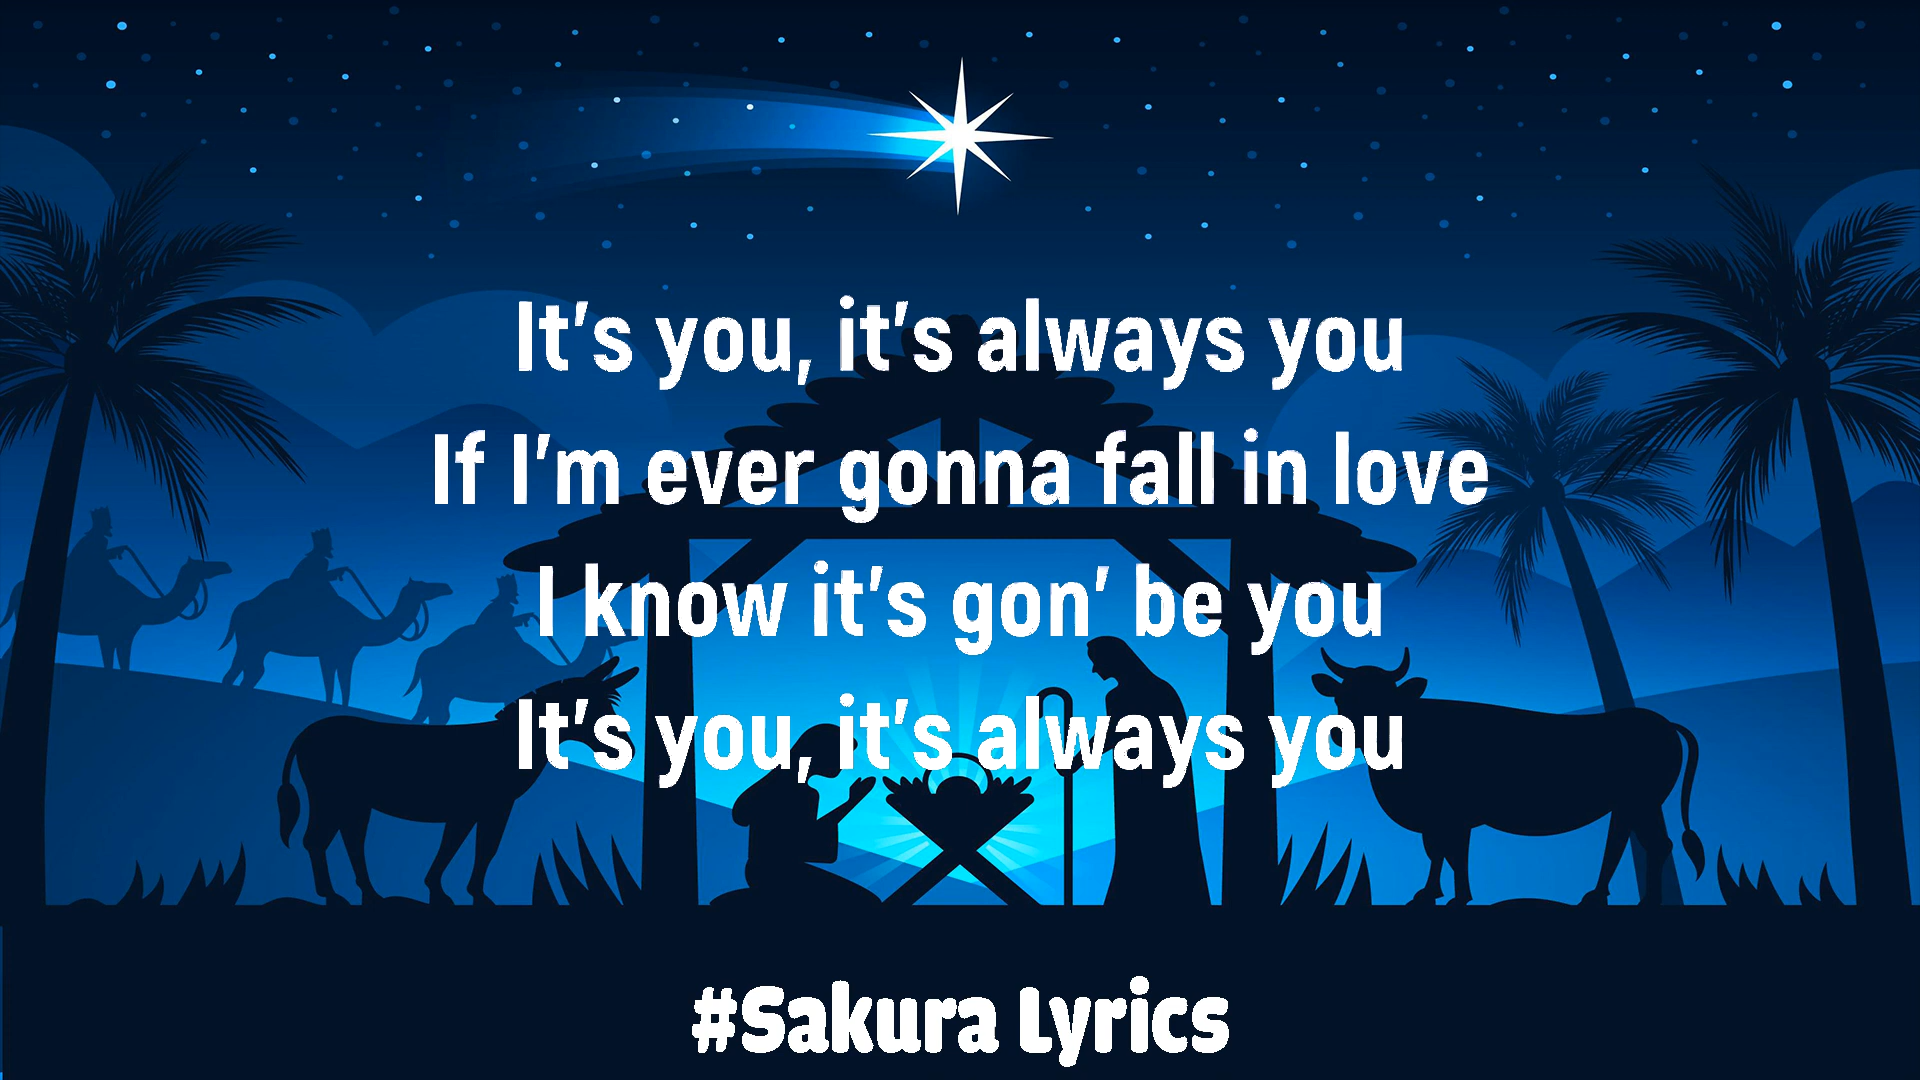 It's you, it's always you
If I'm ever gonna fall in love
I know it's gon' be you
It's you, it's always you
#Sakura Lyrics